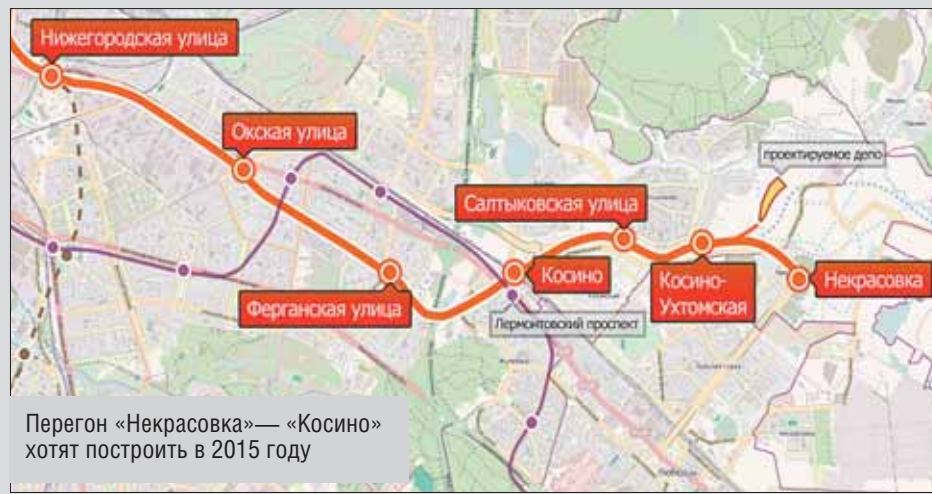 Нижегородская улица
Окская улица
проектируемое депо
Салтыковская улица
Ферганская улица
Косино
Косино-
Ухтомская
Некрасовка
Лермонтовский проспект
Перегон «Некрасовка»— «Косино»
хотят построить в 2015 году